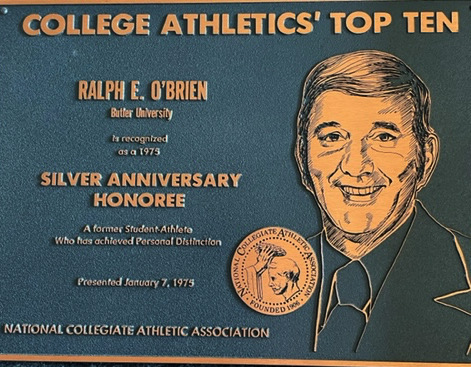 COLLEGE ATHLETICS' TOP TEN
RALPH E. O'BRIEN
Butler University
is recognized
as a 1975
SILVER ANNIVERSARY
HONOREE
A former Student-Athlete
Who has achieved Personal Distinction
Presented January 7, 1975
NATIONAL COLLEGIATE ATHLETIC ASSOCIATION
NATIONAL COLLEGIATE ATHLETIC ASSOCIATION
FOUNDED 1906